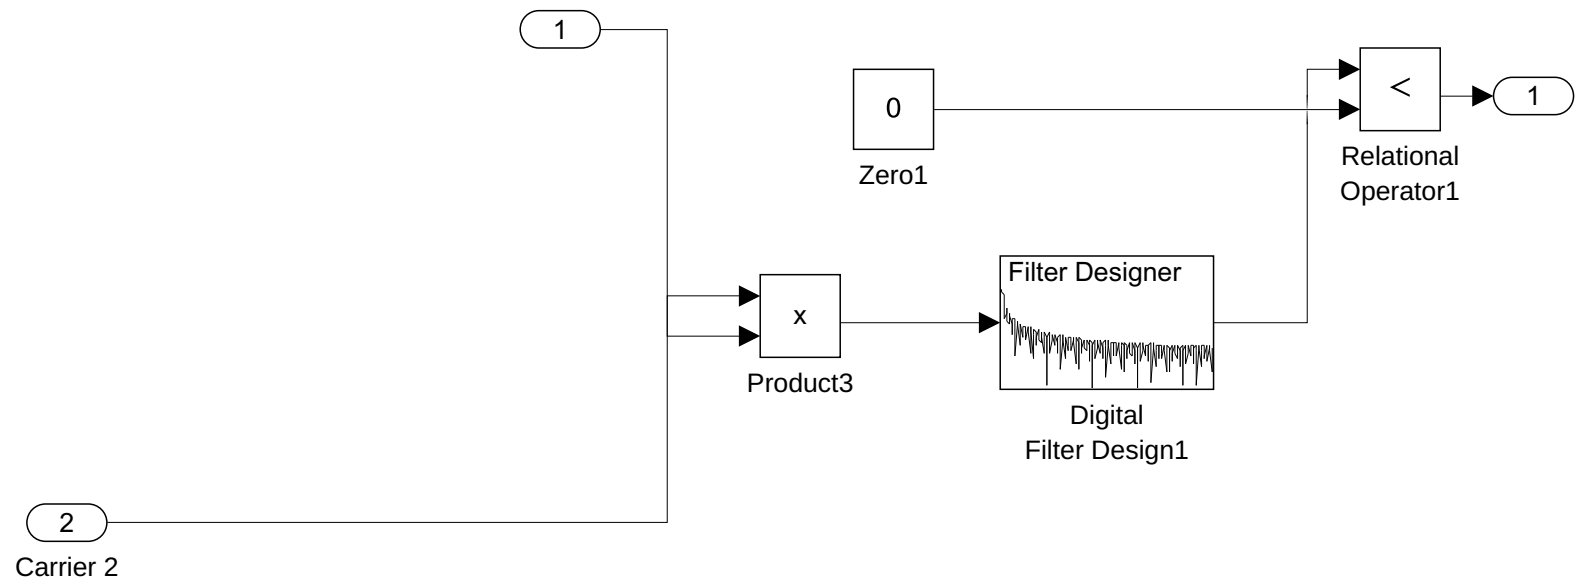 1
0
Zero1
<
Relational
Operator1
1
x
Product3
Filter Designer
Digital
Filter Design1
2
Carrier 2